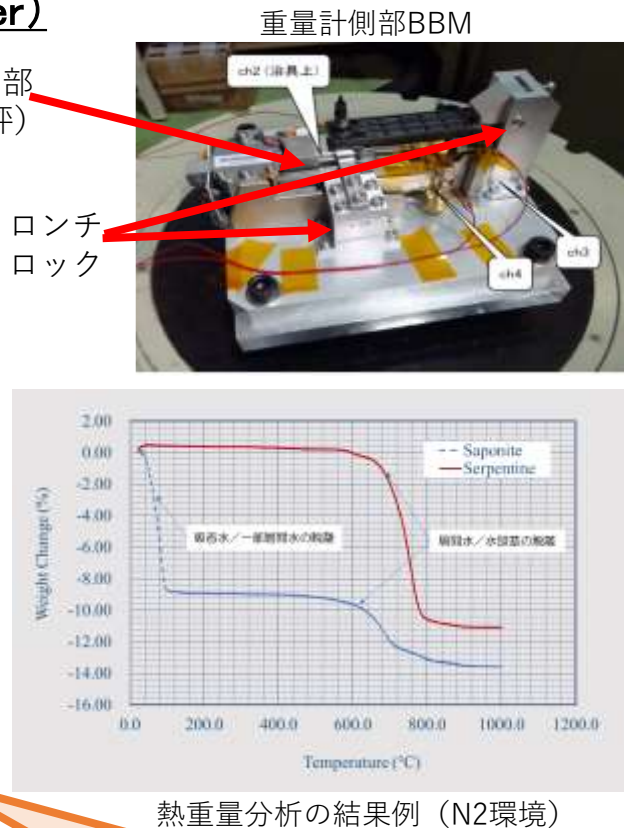 er）
重量計測部BBM
部
秤）
ch2（治具上）
ロンチ
ロック
ch4
ch3
2.00
0.00
-2.00
-4.00
-6.00
-8.00
-10.00
-12.00
-14.00
-16.00
Weight Change (%)
Saponite
Serpentine
吸着水／一部層間水の脱離
層間水／水酸基の脱離
0.0 200.0 400.0 600.0 800.0 1000.0 1200.0
Temperature (℃)
熱重量分析の結果例（N2環境）